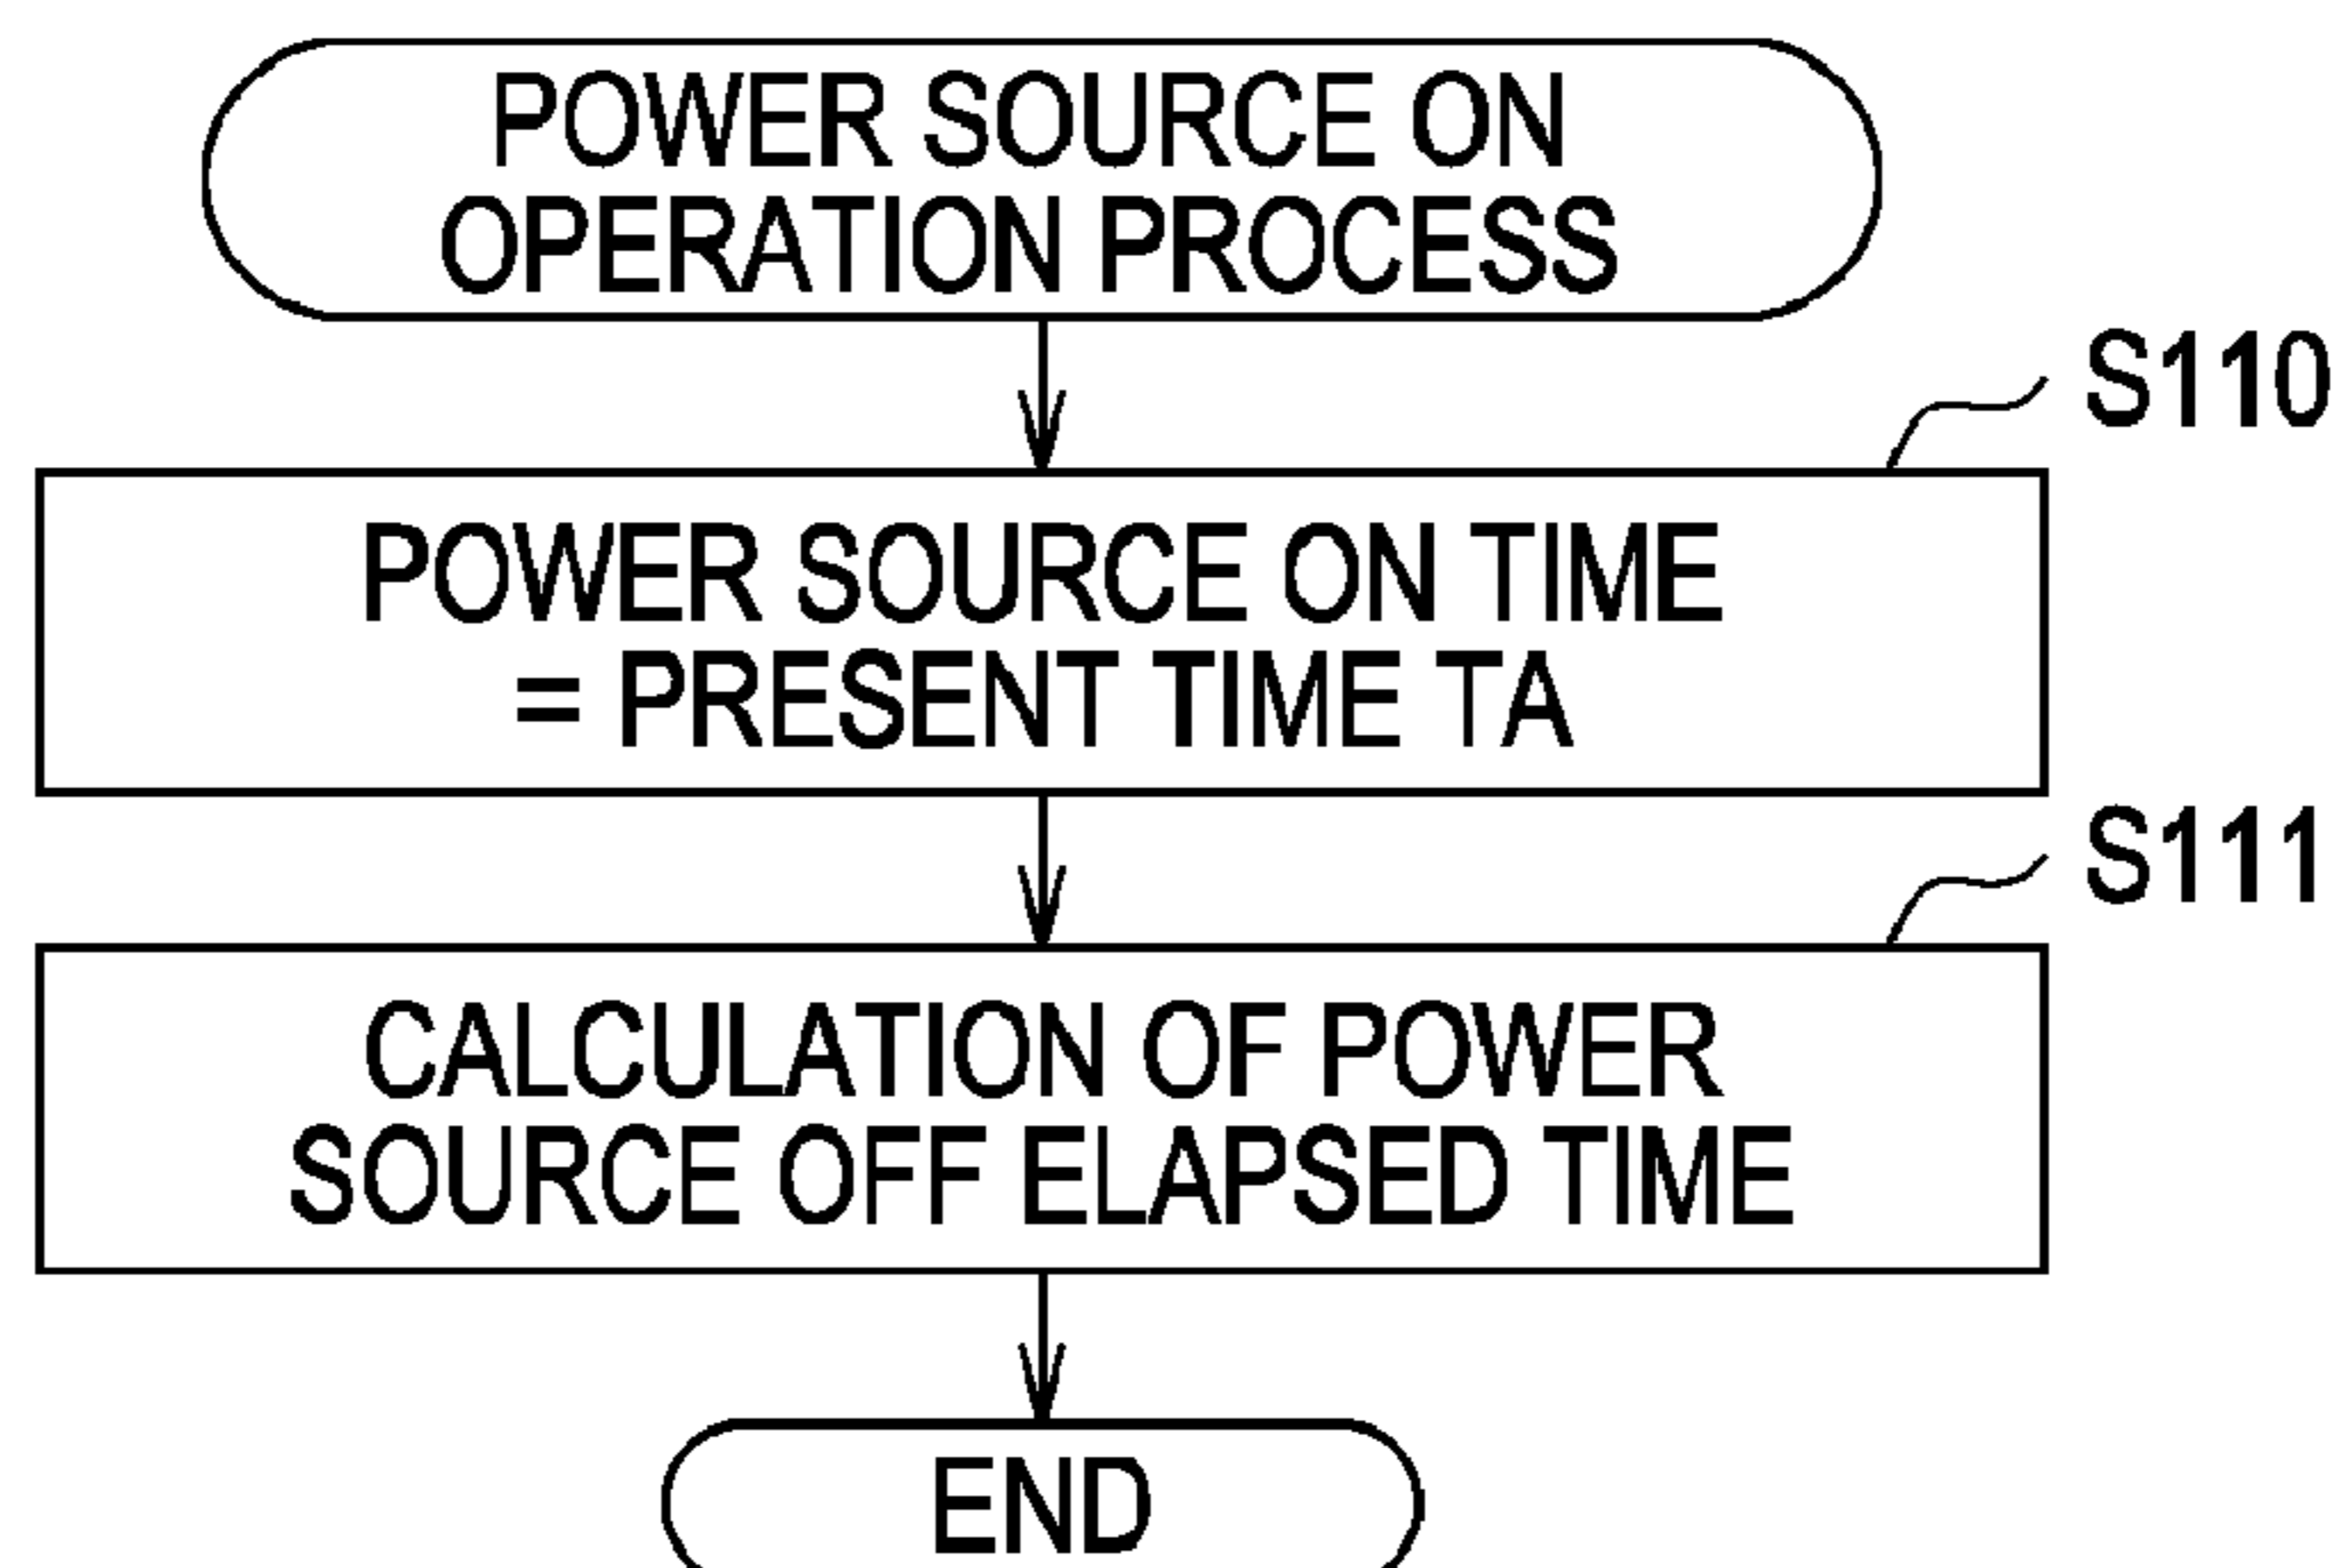 POWER SOURCE ON
OPERATION PROCESS
S110
POWER SOURCE ON TIME
= PRESENT TIME TA
S111
CALCULATION OF POWER
SOURCE OFF ELAPSED TIME
END